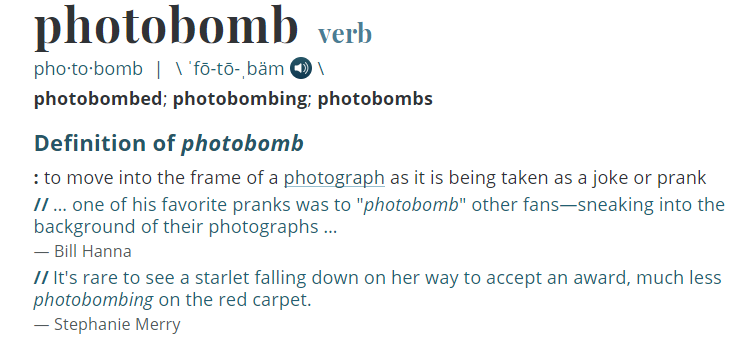 photobomb verb
pho·to·bomb | \ ˈfō-tō-ˌbäm \
photobombed; photobombing; photobombs
Definition of photobomb
: to move into the frame of a photograph as it is being taken as a joke or prank
// ... one of his favorite pranks was to "photobomb" other fans—sneaking into the
background of their photographs ...
— Bill Hanna
// It's rare to see a starlet falling down on her way to accept an award, much less
photobombing on the red carpet.
— Stephanie Merry